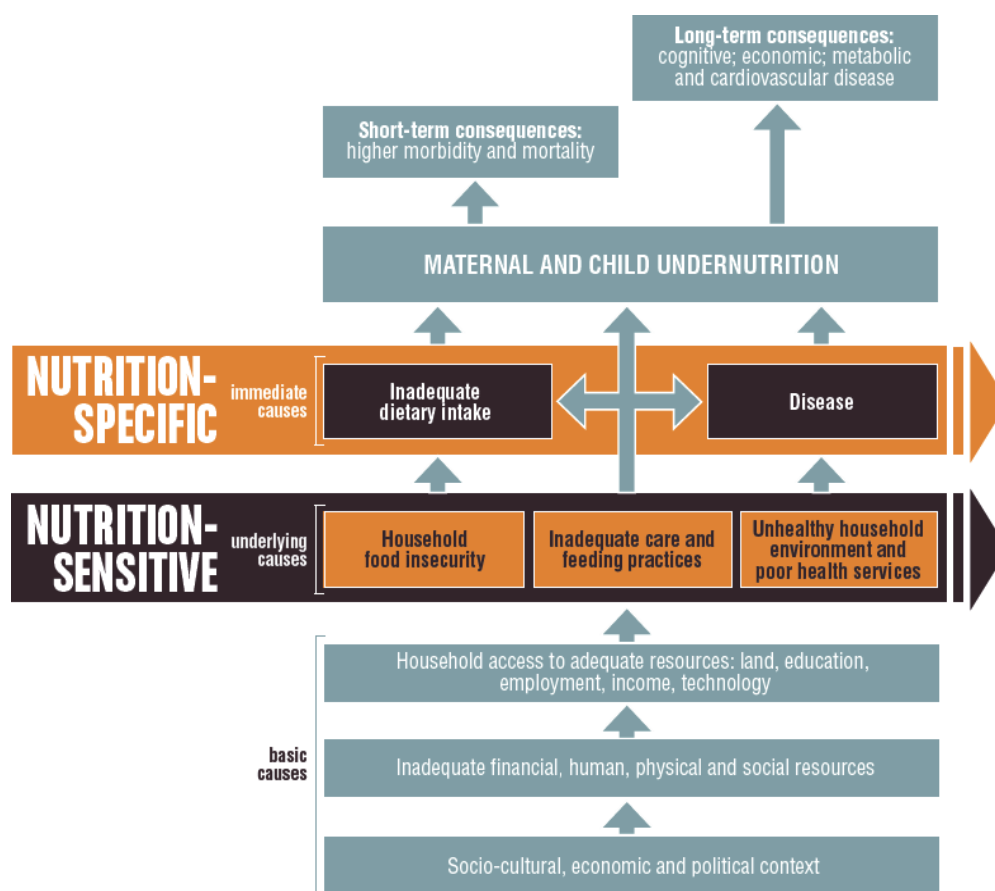 Long-term consequences:
cognitive; economic; metabolic
and cardiovascular disease
Short-term consequences:
higher morbidity and mortality
MATERNAL AND CHILD UNDERNUTRITION
NUTRITION-
SPECIFIC
immediate
causes
Inadequate
dietary intake
Disease
NUTRITION-
SENSITIVE
underlying
causes
Household
food insecurity
Inadequate care and
feeding practices
Unhealthy household
environment and
poor health services
basic
causes
Household access to adequate resources: land, education,
employment, income, technology
Inadequate financial, human, physical and social resources
Socio-cultural, economic and political context